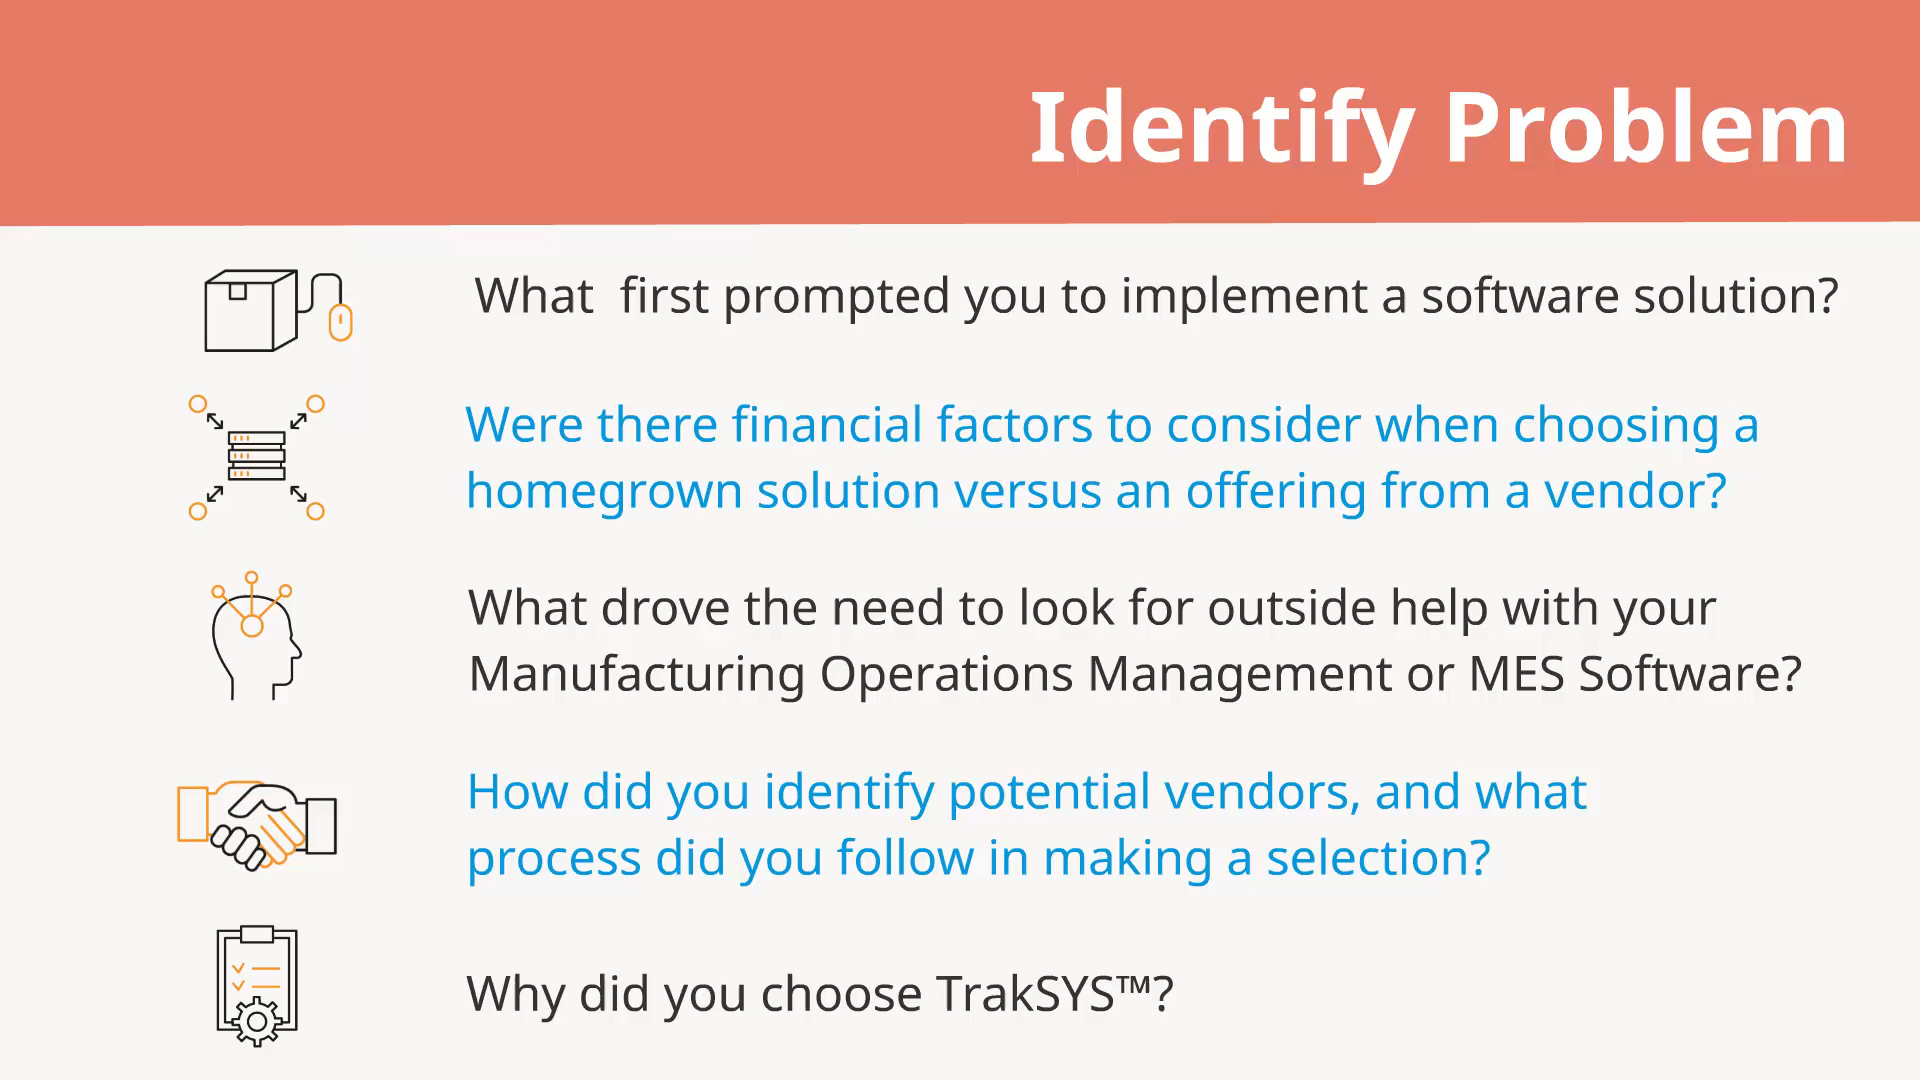 Identify Problem
What first prompted you to implement a software solution?
Were there financial factors to consider when choosing a
homegrown solution versus an offering from a vendor?
What drove the need to look for outside help with your
Manufacturing Operations Management or MES Software?
How did you identify potential vendors, and what
process did you follow in making a selection?
Why did you choose TrakSYS™?